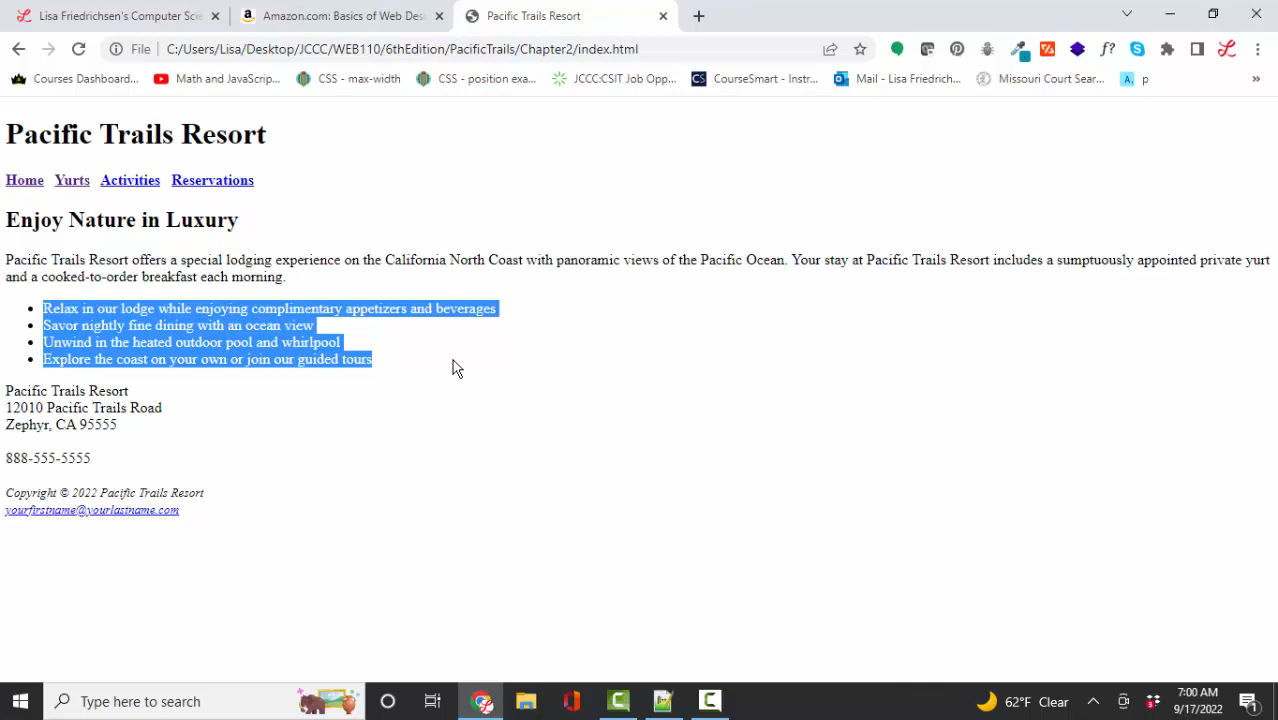 Lisa Friedrichsen's Computer Scie
Amazon.com: Basics of Web Desi
Pacific Trails Resort
File
C:/Users/Lisa/Desktop/JCCC/WEB110/6thEdition/PacificTrails/Chapter2/index.html
Courses Dashboard...
Math and JavaScrip...
CSS - max-width
CSS - position exa...
JCCC:CSIT Job Opp...
CourseSmart - Instr...
Mail - Lisa Friedrich...
Missouri Court Sear...
p
Pacific Trails Resort
Home Yurts Activities Reservations
Enjoy Nature in Luxury
Pacific Trails Resort offers a special lodging experience on the California North Coast with panoramic views of the Pacific Ocean. Your stay at Pacific Trails Resort includes a sumptuously appointed private yurt
and a cooked-to-order breakfast each morning.
• Relax in our lodge while enjoying complimentary appetizers and beverages
• Savor nightly fine dining with an ocean view
• Unwind in the heated outdoor pool and whirlpool
• Explore the coast on your own or join our guided tours
Pacific Trails Resort
12010 Pacific Trails Road
Zephyr, CA 95555
888-555-5555
Copyright © 2022 Pacific Trails Resort
yourfirstname@yourlastname.com
Type here to search
62°F Clear
7:00 AM
9/17/2022